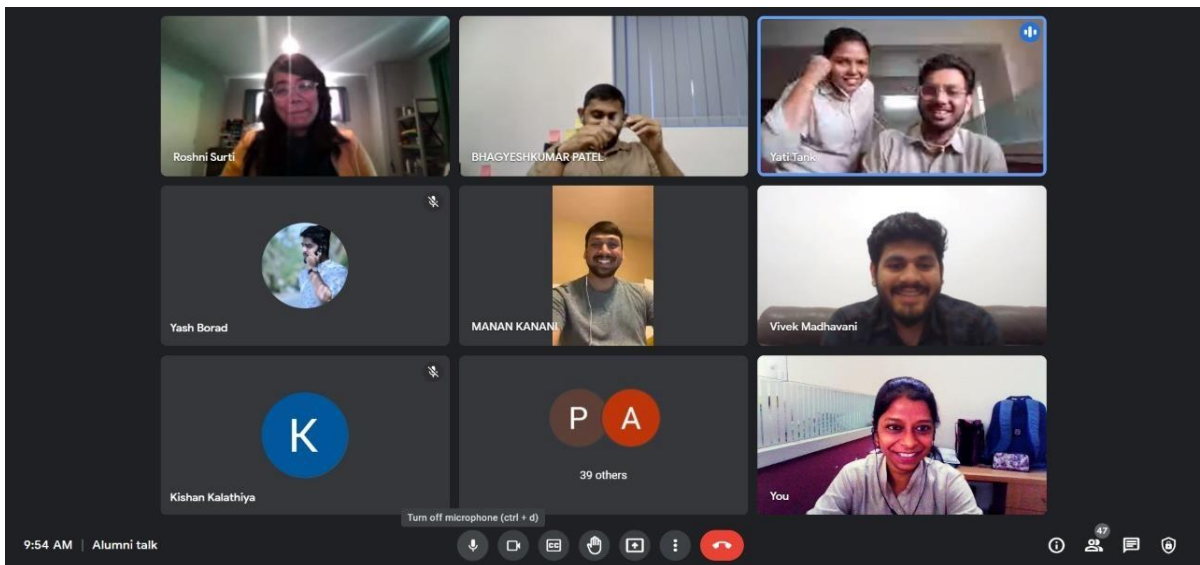 Roshni Surti
BHAGYESHKUMAR PATEL
Yati Tank
Yash Borad
MANAN KANANI
Vivek Madhavani
K
Kishan Kalathiya
P A
39 others
You
Turn off microphone (ctrl + d)
9:54 AM | Alumni talk
CC
47